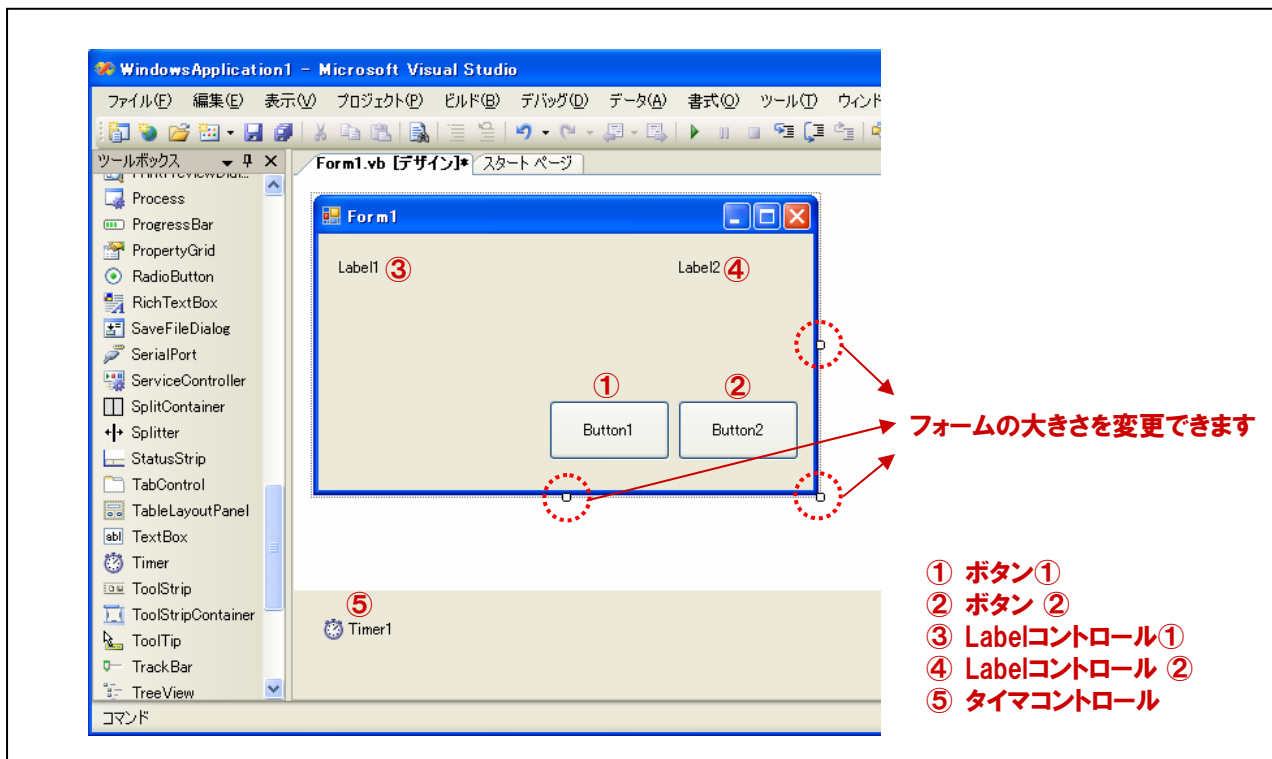 WindowsApplication1 - Microsoft Visual Studio
ファイル(F) 編集(E) 表示(V) プロジェクト(P) ビルド(B) デバッグ(D) データ(A) 書式(O) ツール(T) ウィンド
ツールボックス
Form1.vb [デザイン]* スタート ページ
PrintPreviewDial...
Process
ProgressBar
PropertyGrid
RadioButton
RichTextBox
SaveFileDialog
SerialPort
ServiceController
SplitContainer
Splitter
StatusStrip
TabControl
TableLayoutPanel
TextBox
Timer
ToolStrip
ToolStripContainer
ToolTip
TrackBar
TreeView
Form1
Label1 ③
Label2 ④
① ②
Button1 Button2
フォームの大きさを変更できます
⑤
Timer1
① ボタン①
② ボタン ②
③ Labelコントロール①
④ Labelコントロール ②
⑤ タイマコントロール
コマンド